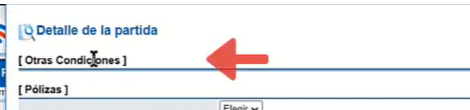 Detalle de la partida
[ Otras Condiciones ]
[ Pólizas ]
Elegir